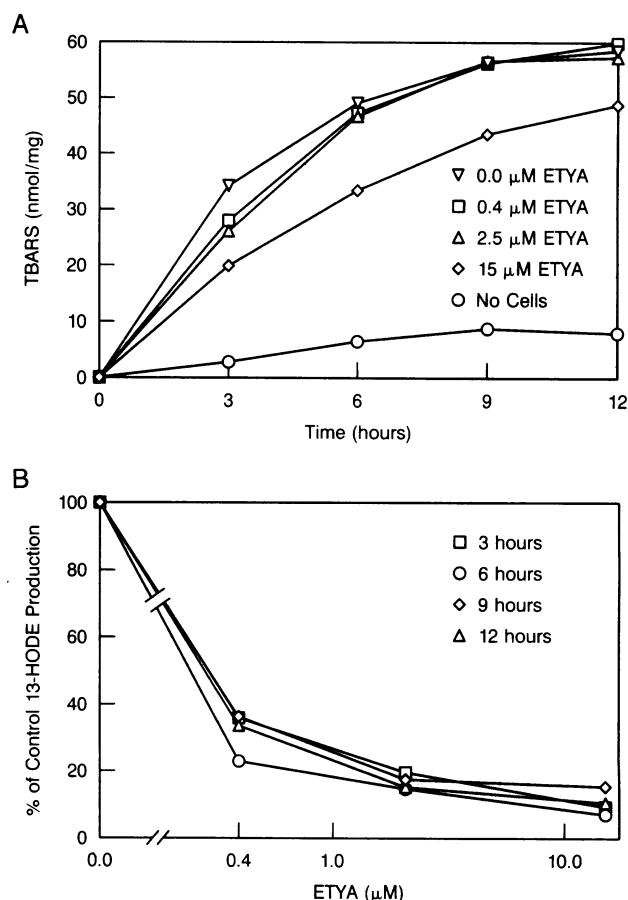 A
60
50
40
30
20
10
0
TBARS (nmol/mg)
0.0 µM ETYA
0.4 µM ETYA
2.5 µM ETYA
15 µM ETYA
No Cells
0 3 6 9 12
Time (hours)
B
100
80
60
40
20
0
% of Control 13-HODE Production
3 hours
6 hours
9 hours
12 hours
0.0 0.4 1.0 10.0
ETYA (µM)